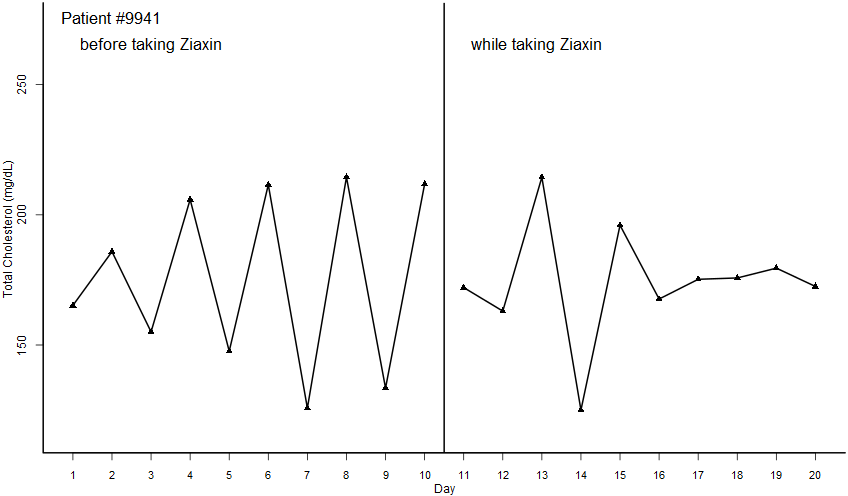 Patient #9941
before taking Ziaxin
while taking Ziaxin
Total Cholesterol (mg/dL)
250
200
150
1 2 3 4 5 6 7 8 9 10 11 12 13 14 15 16 17 18 19 20
Day